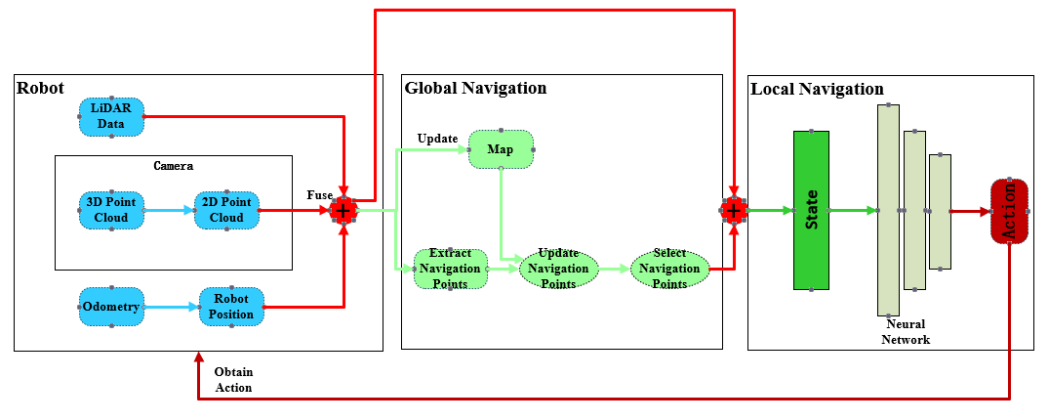 Robot
LiDAR
Data
Camera
3D Point
Cloud
2D Point
Cloud
Fuse
+
Odometry
Robot
Position
Obtain
Action
Global Navigation
Update
Map
Extract
Navigation
Points
Update
Navigation
Points
Select
Navigation
Points
+
Local Navigation
State
Neural
Network
Action